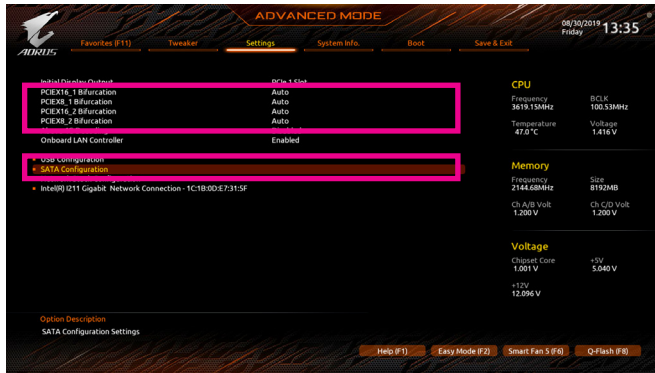 ADVANCED MODE
08/30/2019 Friday 13:35
AORUS
Favorites (F11) Tweaker Settings System Info. Boot Save & Exit
Initial Display Output PCIe 1 Slot
PCIEX16_1 Bifurcation Auto
PCIEX8_1 Bifurcation Auto
PCIEX16_2 Bifurcation Auto
PCIEX8_2 Bifurcation Auto
Onboard LAN Controller Enabled
USB Configuration
SATA Configuration
Intel(R) I211 Gigabit Network Connection - 1C:1B:0D:E7:31:5F
CPU
Frequency BCLK
3619.15MHz 100.53MHz
Temperature Voltage
47.0 °C 1.416 V
Memory
Frequency Size
2144.68MHz 8192MB
Ch A/B Volt Ch C/D Volt
1.200 V 1.200 V
Voltage
Chipset Core +5V
1.001 V 5.040 V
+12V
12.096 V
Option Description
SATA Configuration Settings
Help (F1) Easy Mode (F2) Smart Fan 5 (F6) Q-Flash (F8)